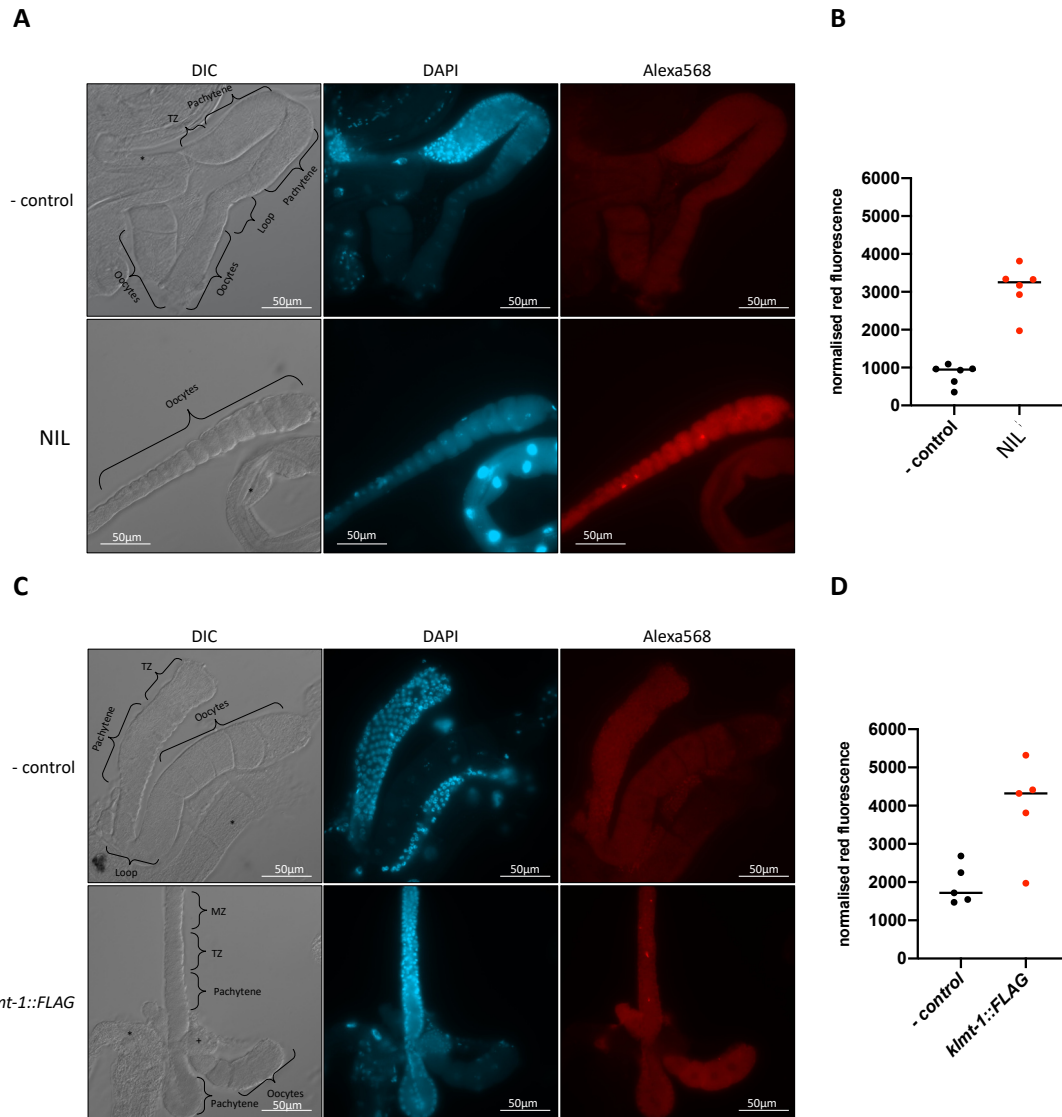 A
B
DIC
DAPI
Alexa568
- control
TZ
Pachytene
Pachytene
Loop
Oocytes
Oocytes
*
50µm
50µm
50µm
NIL
Oocytes
*
50µm
50µm
50µm
normalised red fluorescence
6000
5000
4000
3000
2000
1000
0
- control
NIL
C
D
DIC
DAPI
Alexa568
- control
TZ
Pachytene
Oocytes
*
Loop
50µm
50µm
50µm
mt-1::FLAG
MZ
TZ
Pachytene
*
+
Pachytene
Oocytes
50µm
50µm
50µm
normalised red fluorescence
6000
5000
4000
3000
2000
1000
0
- control
klmt-1::FLAG